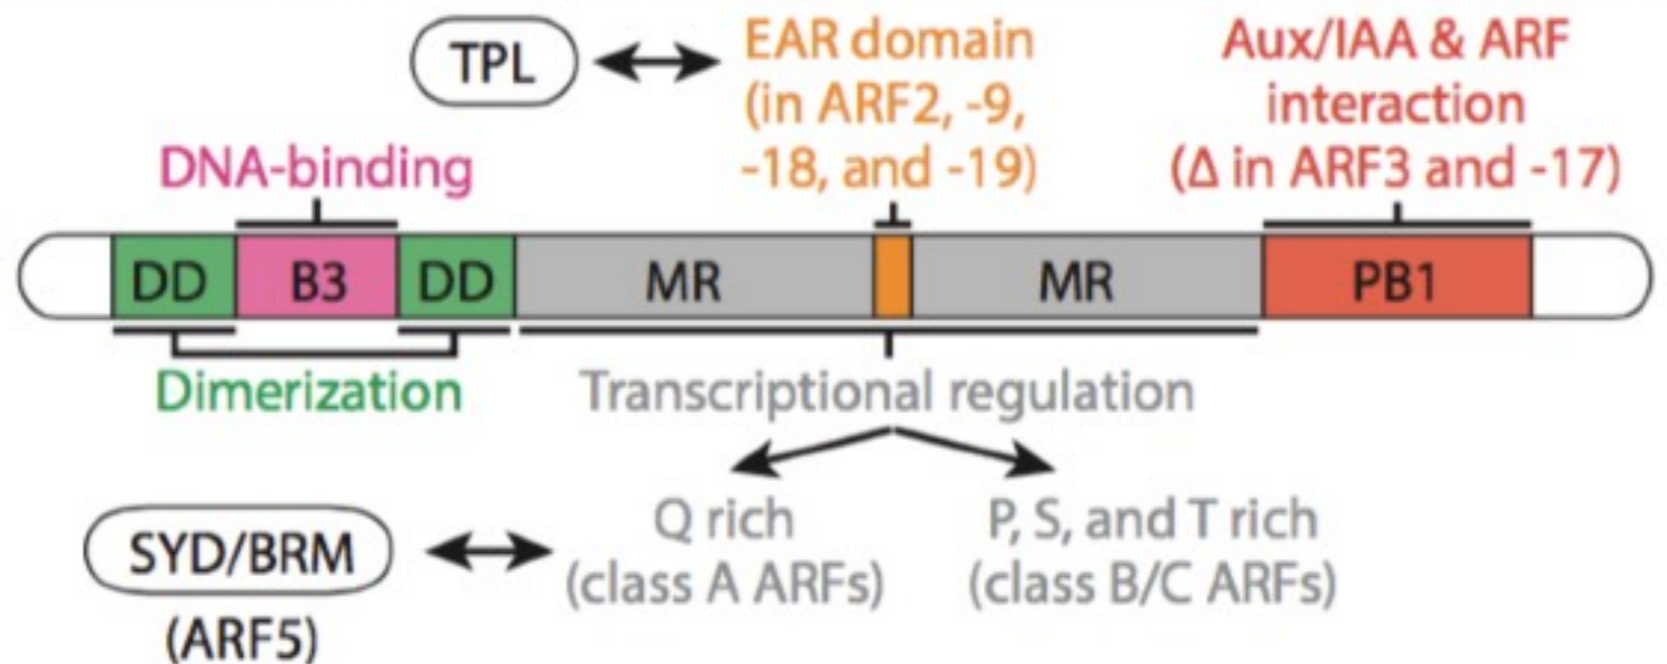 TPL
EAR domain
(in ARF2, -9,
-18, and -19)
Aux/IAA & ARF
interaction
(Δ in ARF3 and -17)
DNA-binding
DD
B3
DD
MR
MR
PB1
Dimerization
Transcriptional regulation
Q rich
(class A ARFs)
P, S, and T rich
(class B/C ARFs)
SYD/BRM
(ARF5)